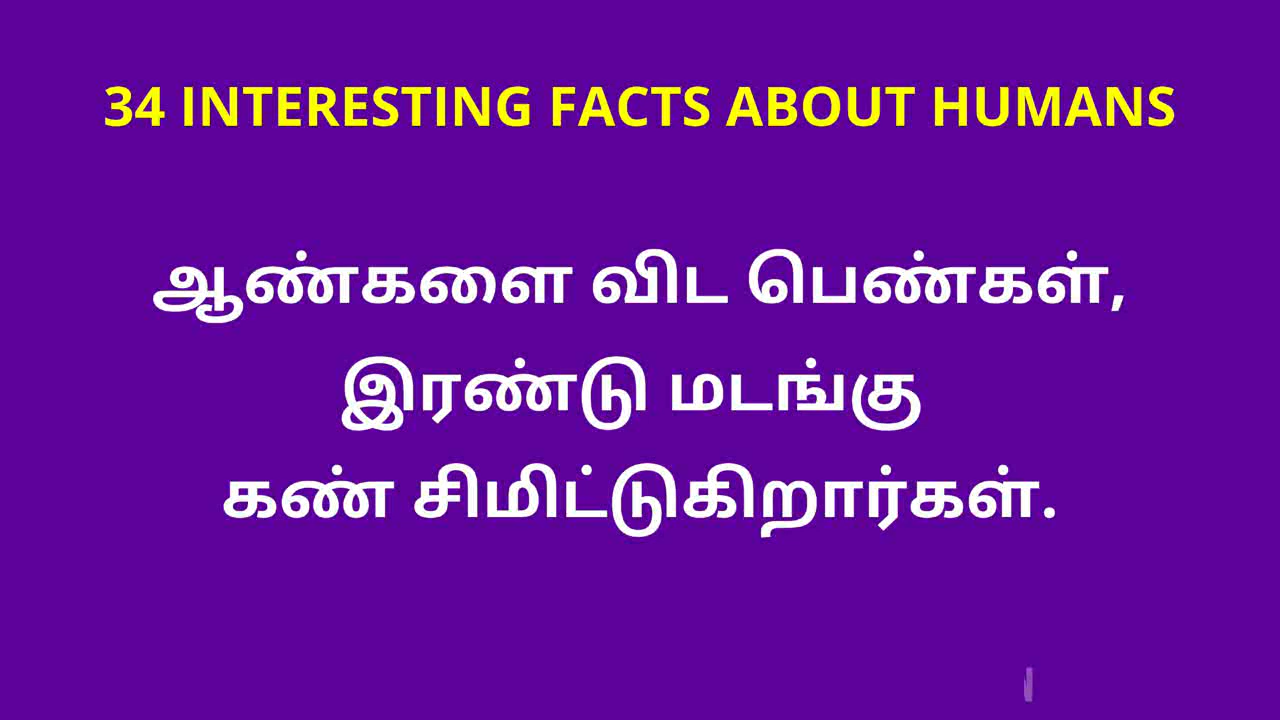 34 INTERESTING FACTS ABOUT HUMANS
ஆண்களை விட பெண்கள்,
இரண்டு மடங்கு
கண் சிமிட்டுகிறார்கள்.